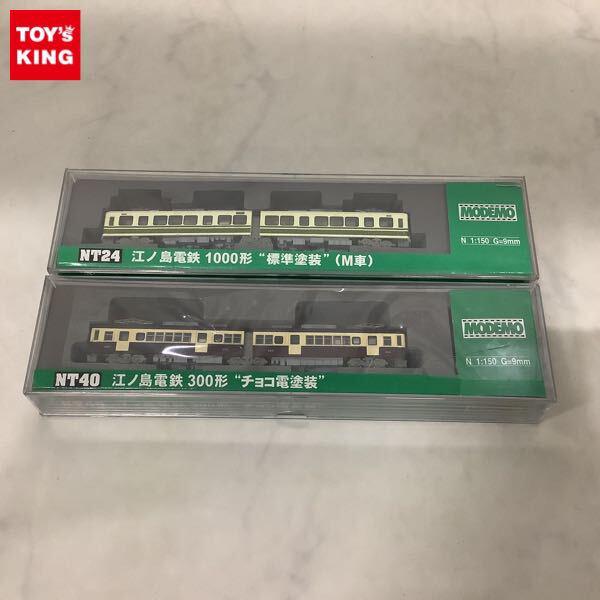 TOY's
KING
MODEMO
N 1:150 G=9mm
NT24 江ノ島電鉄 1000形 “標準塗装” (M車)
MODEMO
N 1:150 G=9mm
NT40 江ノ島電鉄 300形 “チョコ電塗装”